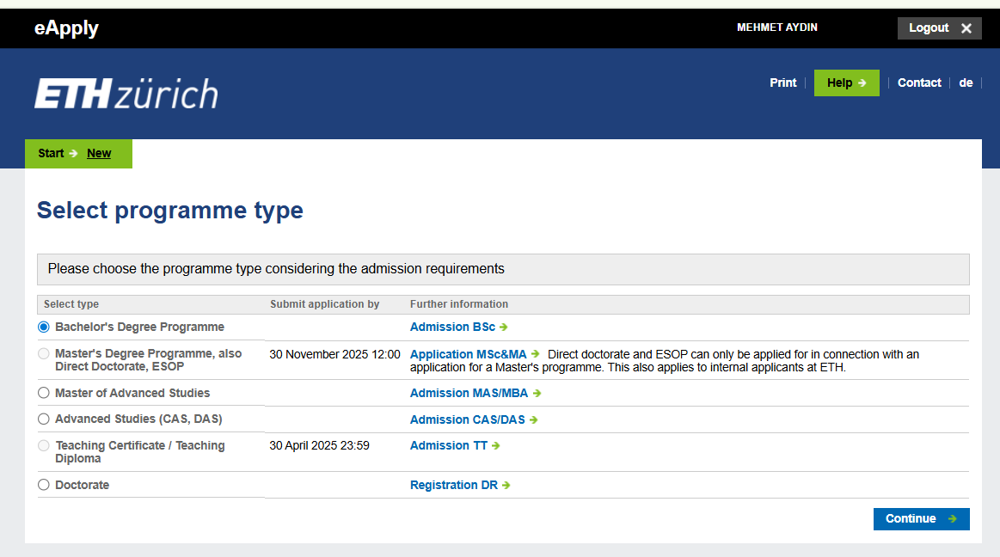 eApply
MEHMET AYDIN
Logout
ETH zürich
Print
Help
Contact
de
Start
New
Select programme type
Please choose the programme type considering the admission requirements
Select type
Submit application by
Further information
Bachelor's Degree Programme
Admission BSc
Master's Degree Programme, also
Direct Doctorate, ESOP
30 November 2025 12:00
Application MSc&MA Direct doctorate and ESOP can only be applied for in connection with an
application for a Master's programme. This also applies to internal applicants at ETH.
Master of Advanced Studies
Admission MAS/MBA
Advanced Studies (CAS, DAS)
Admission CAS/DAS
Teaching Certificate / Teaching
Diploma
30 April 2025 23:59
Admission TT
Doctorate
Registration DR
Continue